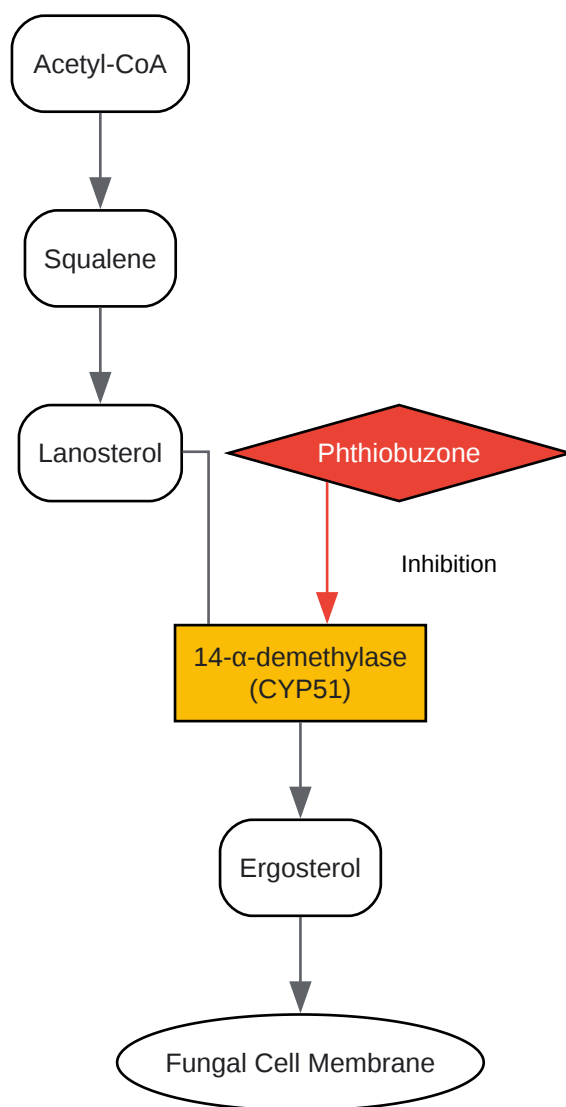 Acetyl-CoA
Squalene
Lanosterol
Phthiobuzone
Inhibition
14-α-demethylase
(CYP51)
Ergosterol
Fungal Cell Membrane